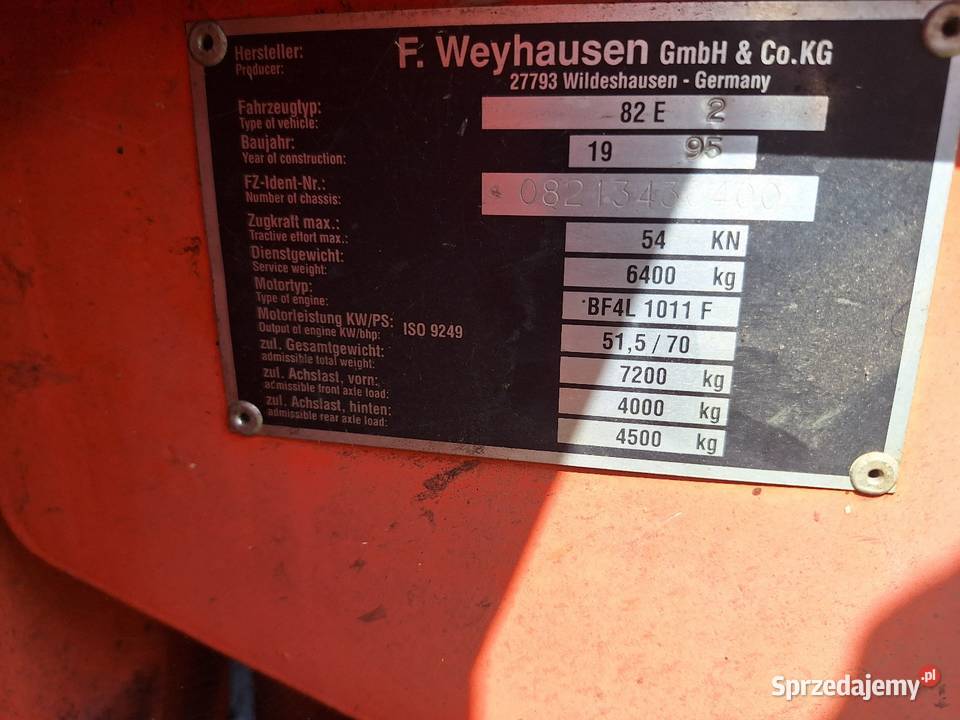 Hersteller: F. Weyhausen GmbH & Co.KG
Producer: 27793 Wildeshausen - Germany
Fahrzeugtyp: 82 E 2
Type of vehicle:
Baujahr: 19 95
Year of construction:
FZ-Ident-Nr.:
Number of chassis:
Zugkraft max.: 54 KN
Tractive effort max.:
Dienstgewicht: 6400 kg
Service weight:
Motortyp: BF4L 1011 F
Type of engine:
Motorleistung KW/PS: ISO 9249 51,5 / 70
Output of engine KW/bhp:
zul. Gesamtgewicht: 7200 kg
admissible total weight:
zul. Achslast, vorn: 4000 kg
admissible front axle load:
zul. Achslast, hinten: 4500 kg
admissible rear axle load:
Sprzedajemy.pl